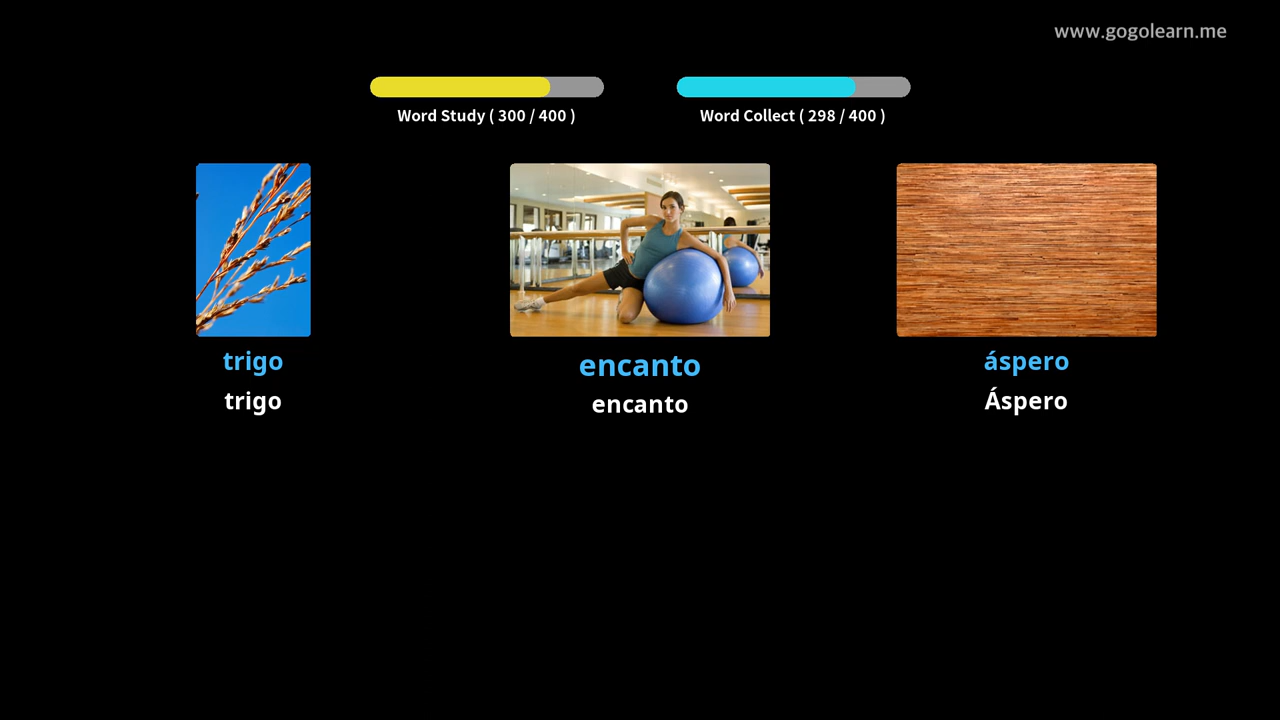 www.gogolearn.me
Word Study ( 300 / 400 )
Word Collect ( 298 / 400 )
trigo
trigo
encanto
encanto
áspero
Áspero